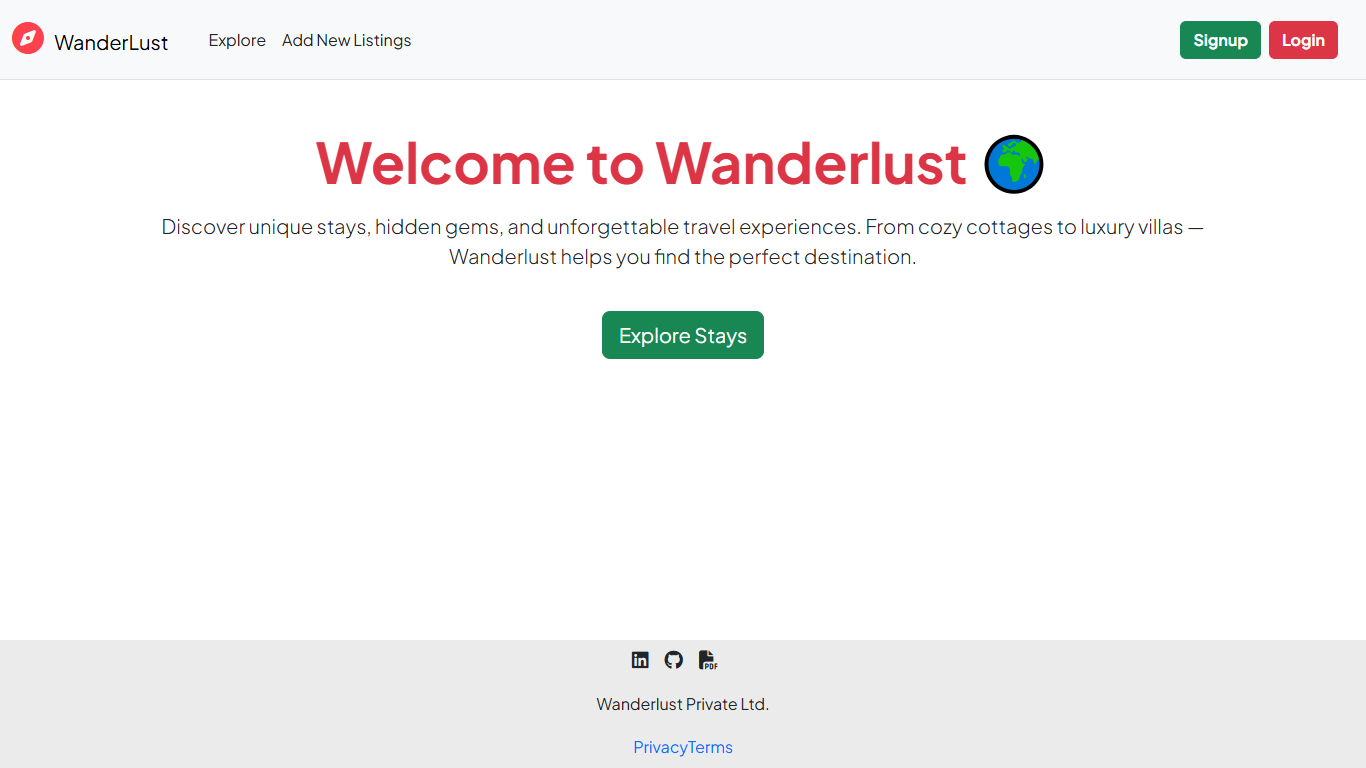 WanderLust Explore Add New Listings Signup Login
Welcome to Wanderlust
Discover unique stays, hidden gems, and unforgettable travel experiences. From cozy cottages to luxury villas —
Wanderlust helps you find the perfect destination.
Explore Stays
PDF
Wanderlust Private Ltd.
PrivacyTerms